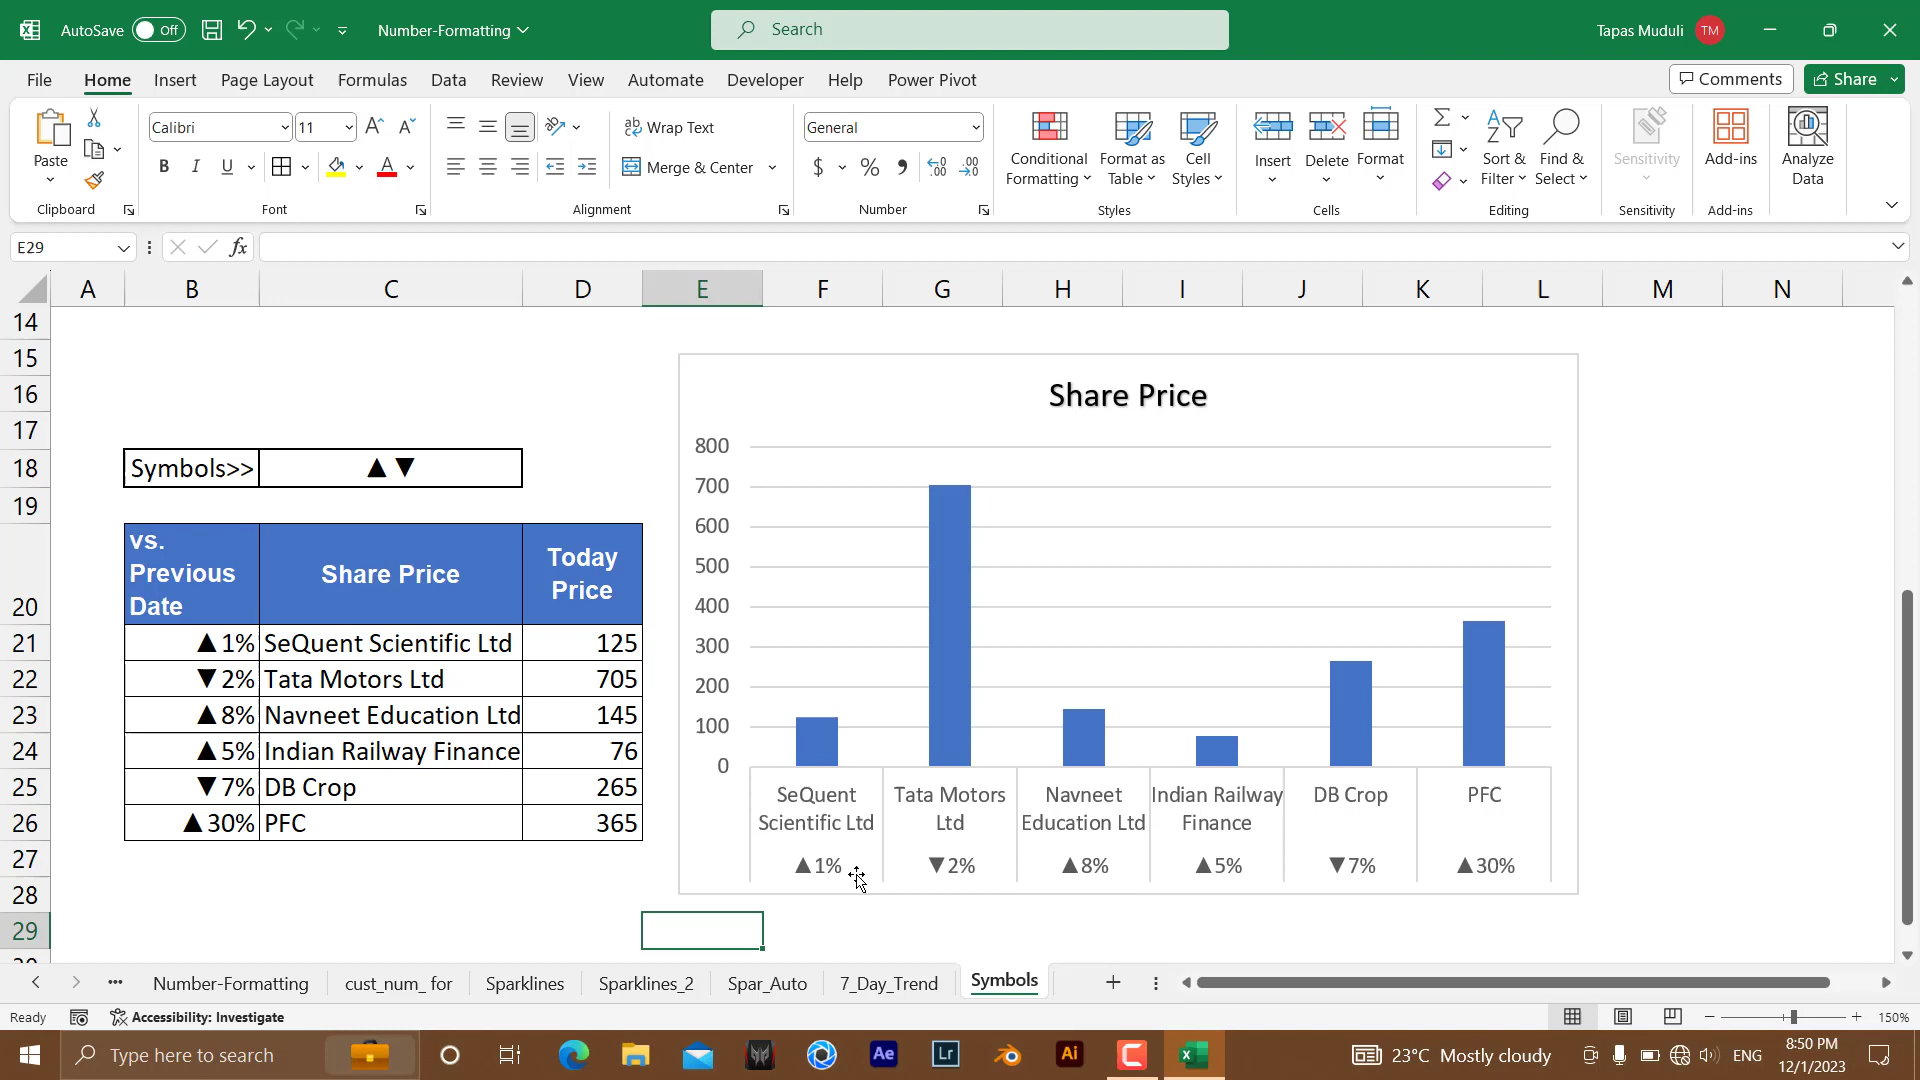 AutoSave Off Number-Formatting Search Tapas Muduli TM
File Home Insert Page Layout Formulas Data Review View Automate Developer Help Power Pivot Comments Share
Paste Calibri 11 Wrap Text General Conditional Formatting Format as Table Cell Styles Insert Delete Format Sort & Filter Find & Select Sensitivity Add-ins Analyze Data
B I U Merge & Center $ %
Clipboard Font Alignment Number Styles Cells Editing Sensitivity Add-ins
E29 fx
A B C D E F G H I J K L M N
14
15
16
17
18
19
20
21
22
23
24
25
26
27
28
29
30
Symbols>> ▲▼
vs. Previous Date Share Price Today Price
▲1% SeQuent Scientific Ltd 125
▼2% Tata Motors Ltd 705
▲8% Navneet Education Ltd 145
▲5% Indian Railway Finance 76
▼7% DB Crop 265
▲30% PFC 365
Share Price
800
700
600
500
400
300
200
100
0
SeQuent Scientific Ltd Tata Motors Ltd Navneet Education Ltd Indian Railway Finance DB Crop PFC
▲1% ▼2% ▲8% ▲5% ▼7% ▲30%
Number-Formatting cust_num_ for Sparklines Sparklines_2 Spar_Auto 7_Day_Trend Symbols
Ready Accessibility: Investigate 150%
Type here to search Ae Lr Ai 23°C Mostly cloudy ENG 8:50 PM
12/1/2023